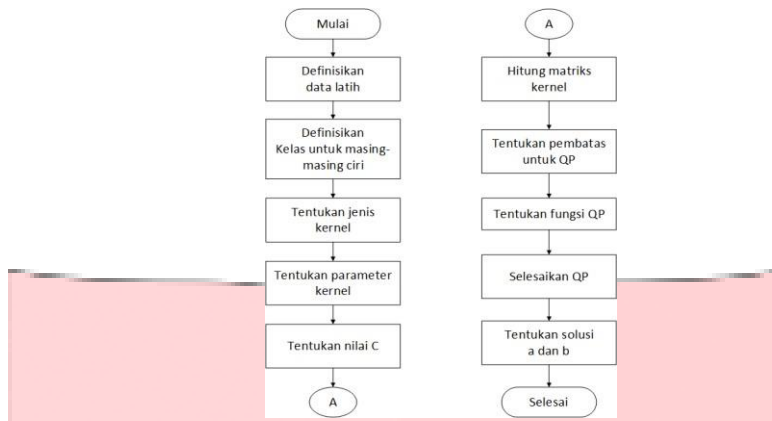 Mulai
Definisikan
data latih
Definisikan
Kelas untuk masing-
masing ciri
Tentukan jenis
kernel
Tentukan parameter
kernel
Tentukan nilai C
A
A
Hitung matriks
kernel
Tentukan pembatas
untuk QP
Tentukan fungsi QP
Selesaikan QP
Tentukan solusi
a dan b
Selesai